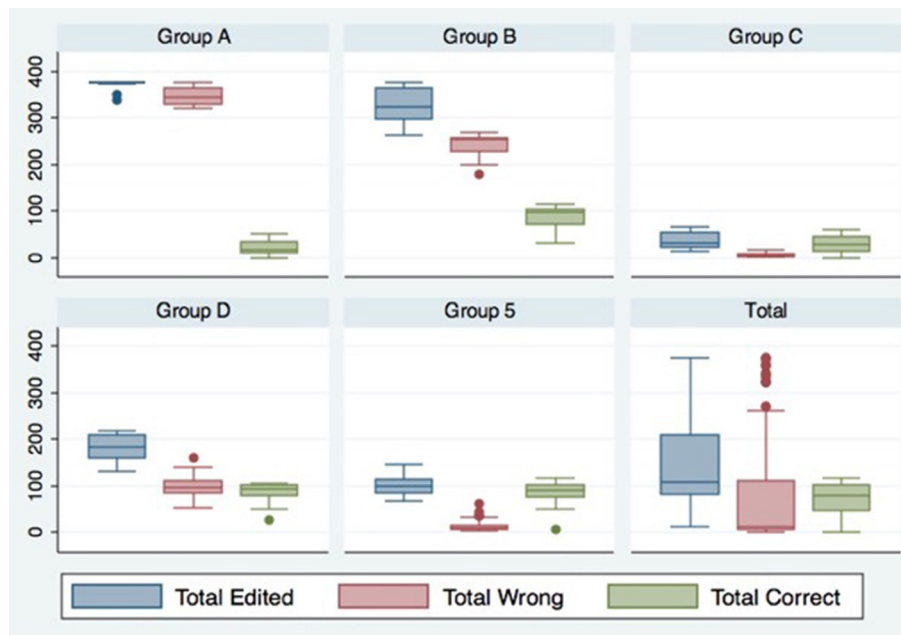 Group A
Group B
Group C
400
300
200
100
0
Group D
Group 5
Total
400
300
200
100
0
Total Edited
Total Wrong
Total Correct